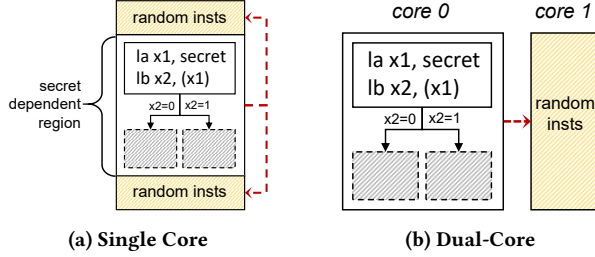 random insts
la x1, secret
lb x2, (x1)
secret
dependent
region
x2=0 x2=1
random insts
(a) Single Core
core 0 core 1
la x1, secret
lb x2, (x1)
x2=0 x2=1
random
insts
(b) Dual-Core